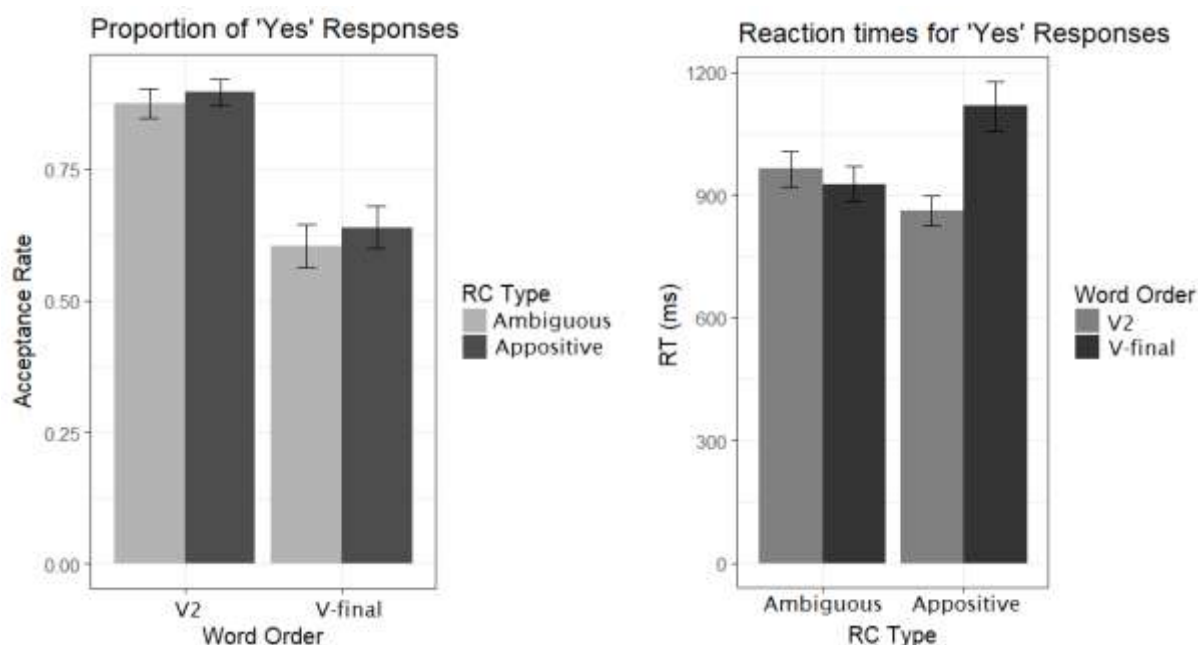 Proportion of 'Yes' Responses
Acceptance Rate
0.75
0.50
0.25
0.00
V2
V-final
Word Order
RC Type
Ambiguous
Appositive
Reaction times for 'Yes' Responses
RT (ms)
1200
900
600
300
0
Ambiguous
Appositive
RC Type
Word Order
V2
V-final